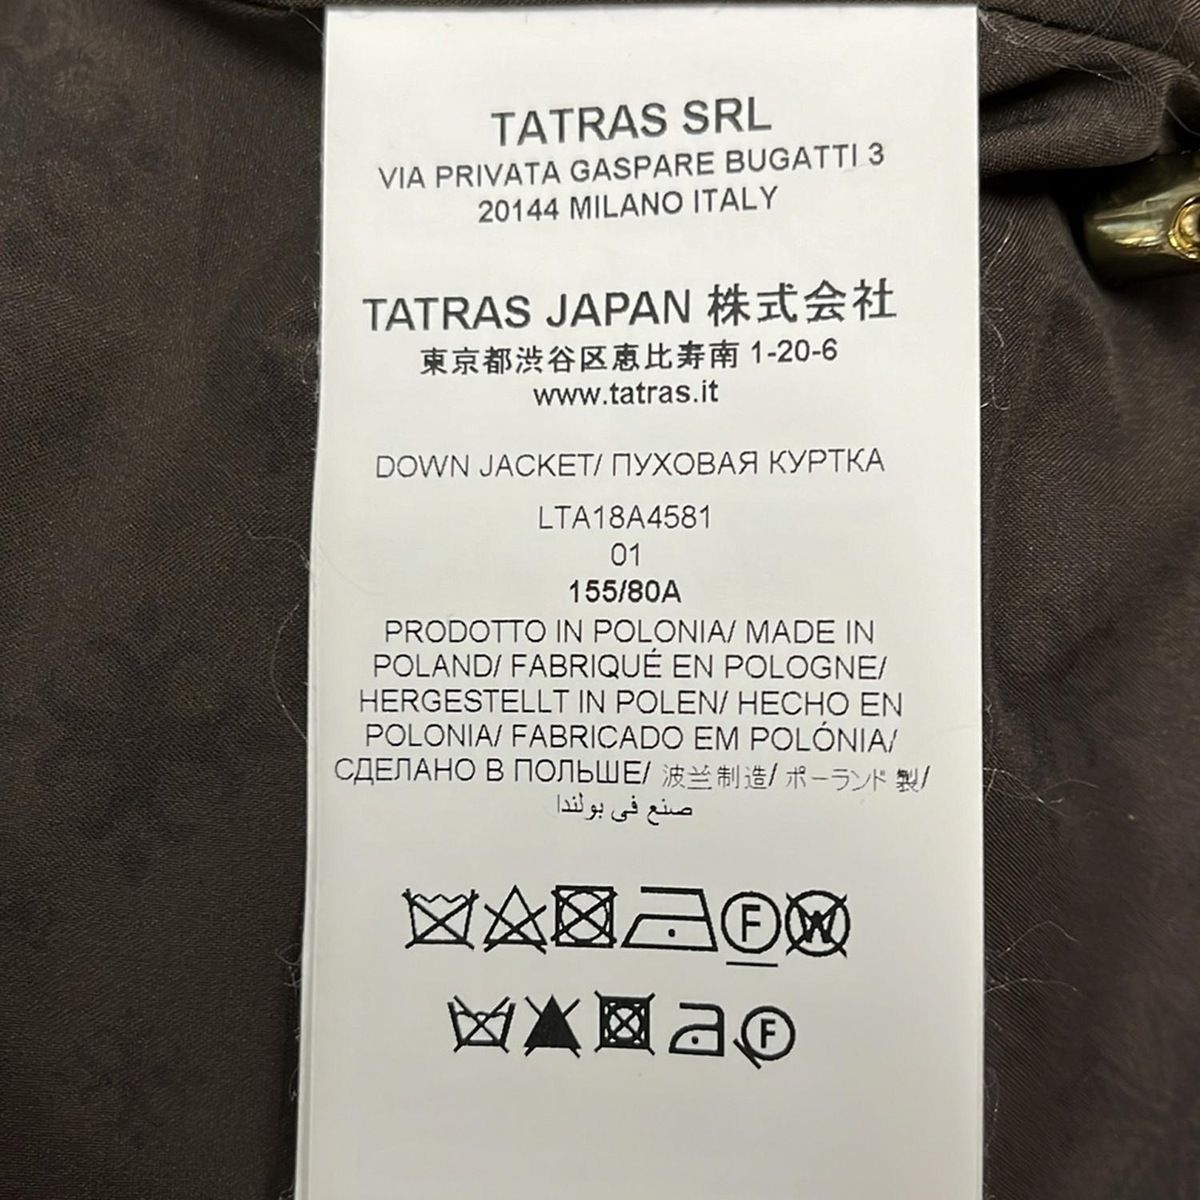 TATRAS SRL
VIA PRIVATA GASPARE BUGATTI 3
20144 MILANO ITALY
TATRAS JAPAN 株式会社
東京都渋谷区恵比寿南 1-20-6
www.tatras.it
DOWN JACKET/ ПУХОВАЯ КУРТКА
LTA18A4581
01
155/80A
PRODOTTO IN POLONIA/ MADE IN
POLAND/ FABRIQUÉ EN POLOGNE/
HERGESTELLT IN POLEN/ HECHO EN
POLONIA/ FABRICADO EM POLÓNIA/
СДЕЛАНО В ПОЛЬШЕ/ 波兰制造/ ポーランド 製/
صنع في بولندا
F W
F